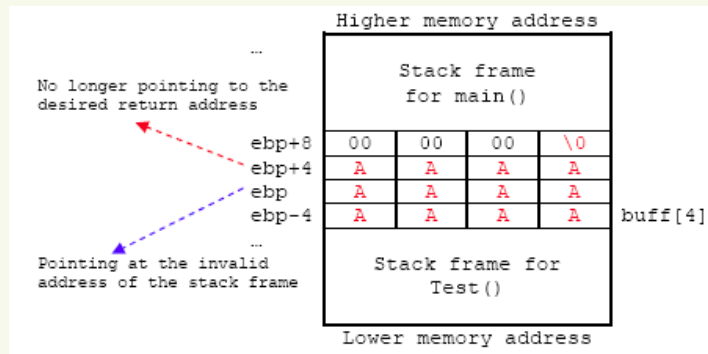 Higher memory address
…
Stack frame
for main()
No longer pointing to the
desired return address
ebp+8 00 00 00 \0
ebp+4 A A A A
ebp A A A A
ebp-4 A A A A buff[4]
…
Pointing at the invalid
address of the stack frame
Stack frame for
Test()
Lower memory address